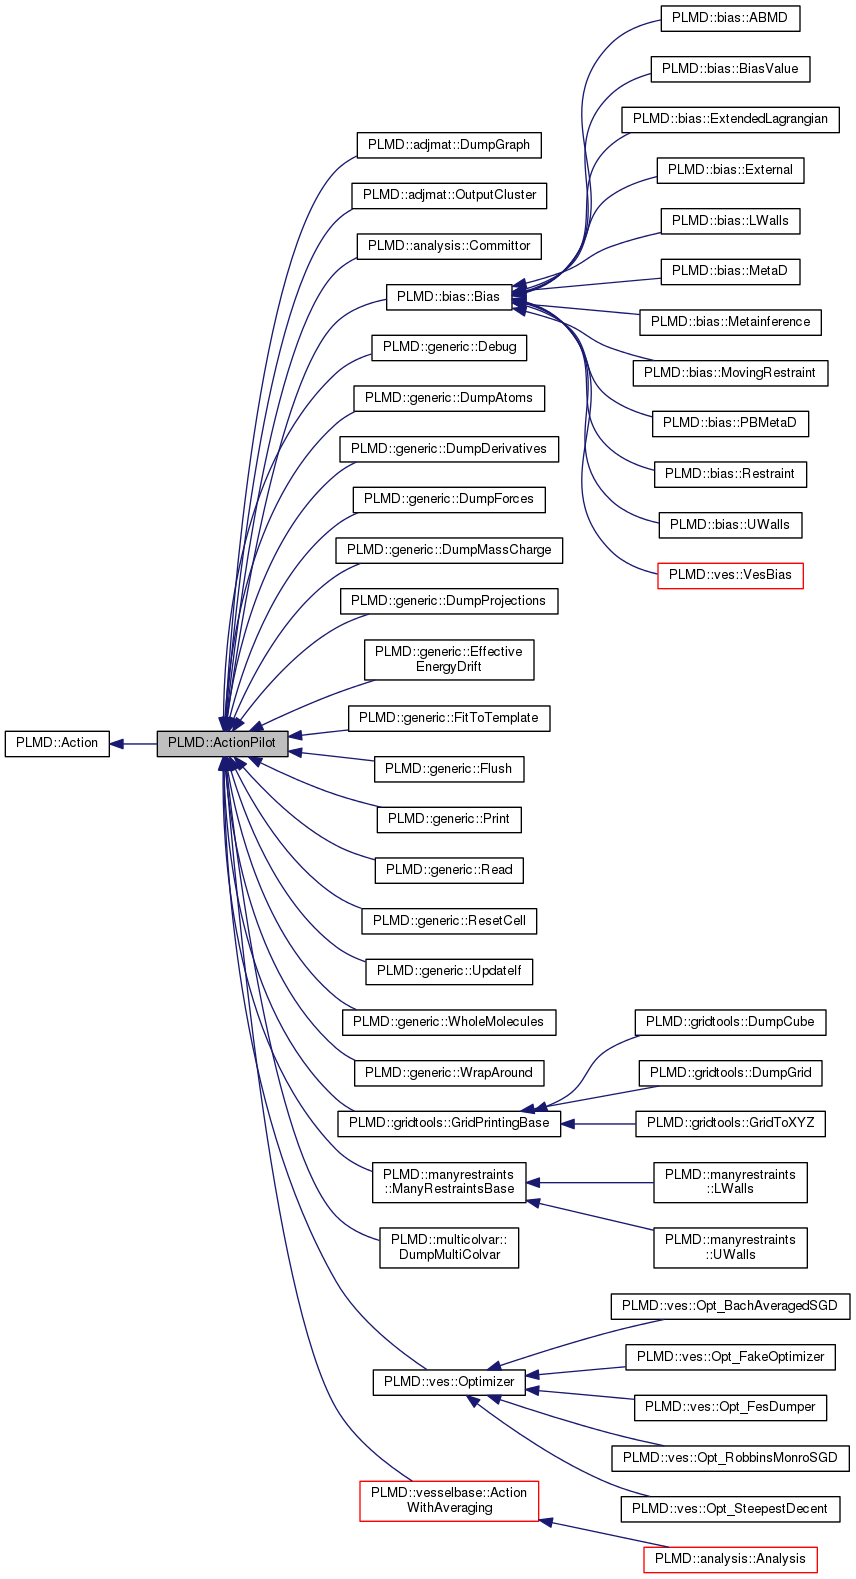 PLMD::bias::ABMD
PLMD::bias::BiasValue
PLMD::bias::ExtendedLagrangian
PLMD::adjmat::DumpGraph
PLMD::bias::External
PLMD::adjmat::OutputCluster
PLMD::bias::LWalls
PLMD::analysis::Committor
PLMD::bias::MetaD
PLMD::bias::Bias
PLMD::bias::Metainference
PLMD::generic::Debug
PLMD::bias::MovingRestraint
PLMD::generic::DumpAtoms
PLMD::bias::PBMetaD
PLMD::generic::DumpDerivatives
PLMD::bias::Restraint
PLMD::generic::DumpForces
PLMD::bias::UWalls
PLMD::generic::DumpMassCharge
PLMD::ves::VesBias
PLMD::generic::DumpProjections
PLMD::generic::Effective
EnergyDrift
PLMD::generic::FitToTemplate
PLMD::Action
PLMD::ActionPilot
PLMD::generic::Flush
PLMD::generic::Print
PLMD::generic::Read
PLMD::generic::ResetCell
PLMD::generic::UpdateIf
PLMD::generic::WholeMolecules
PLMD::gridtools::DumpCube
PLMD::generic::WrapAround
PLMD::gridtools::DumpGrid
PLMD::gridtools::GridPrintingBase
PLMD::gridtools::GridToXYZ
PLMD::manyrestraints
::ManyRestraintsBase
PLMD::manyrestraints
::LWalls
PLMD::multicolvar::
DumpMultiColvar
PLMD::manyrestraints
::UWalls
PLMD::ves::Opt_BachAveragedSGD
PLMD::ves::Opt_FakeOptimizer
PLMD::ves::Optimizer
PLMD::ves::Opt_FesDumper
PLMD::ves::Opt_RobbinsMonroSGD
PLMD::vesselbase::Action
WithAveraging
PLMD::ves::Opt_SteepestDecent
PLMD::analysis::Analysis